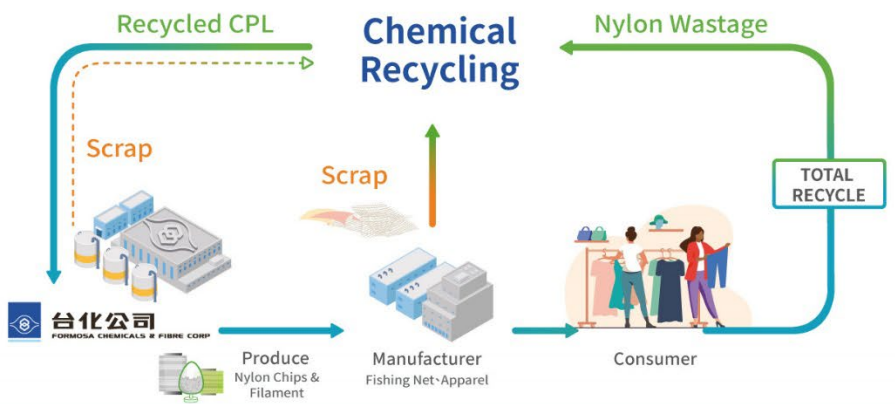 Recycled CPL
Chemical
Recycling
Nylon Wastage
Scrap
Scrap
TOTAL
RECYCLE
台化公司
FORMOSA CHEMICALS & FIBRE CORP
Produce
Nylon Chips &
Filament
Manufacturer
Fishing Net、Apparel
Consumer